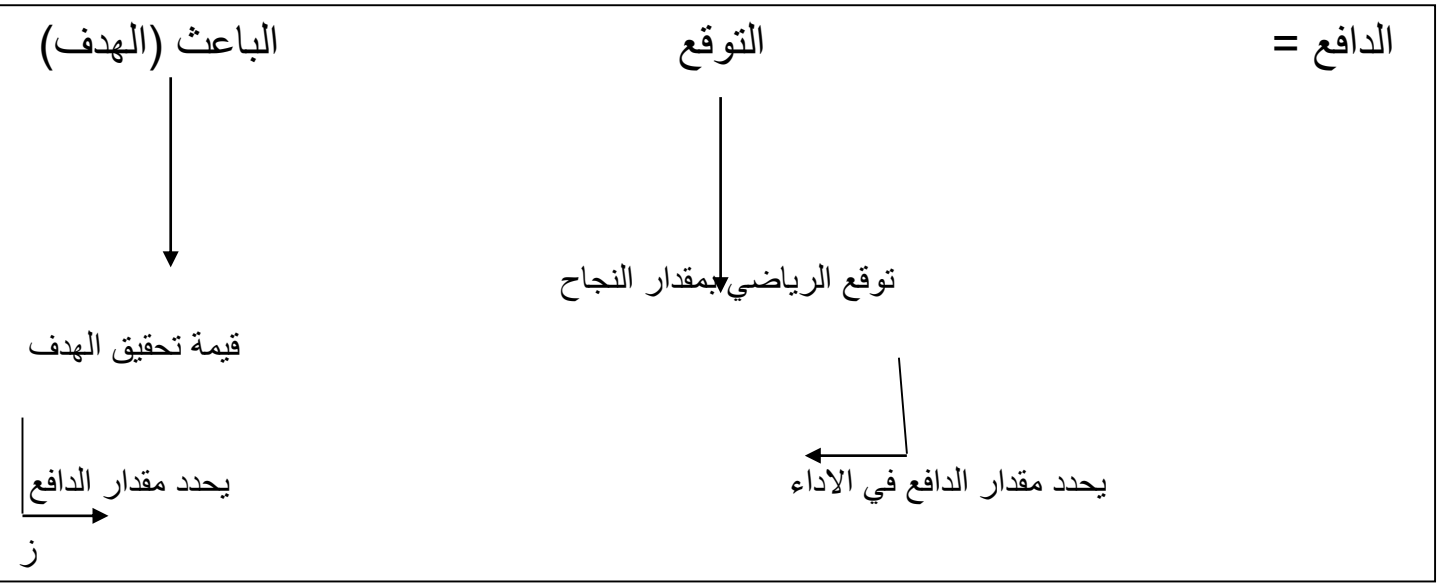 الدافع = التوقع الباعث (الهدف)
توقع الرياضي بمقدار النجاح
قيمة تحقيق الهدف
يحدد مقدار الدافع في الاداء يحدد مقدار الدافع
ز